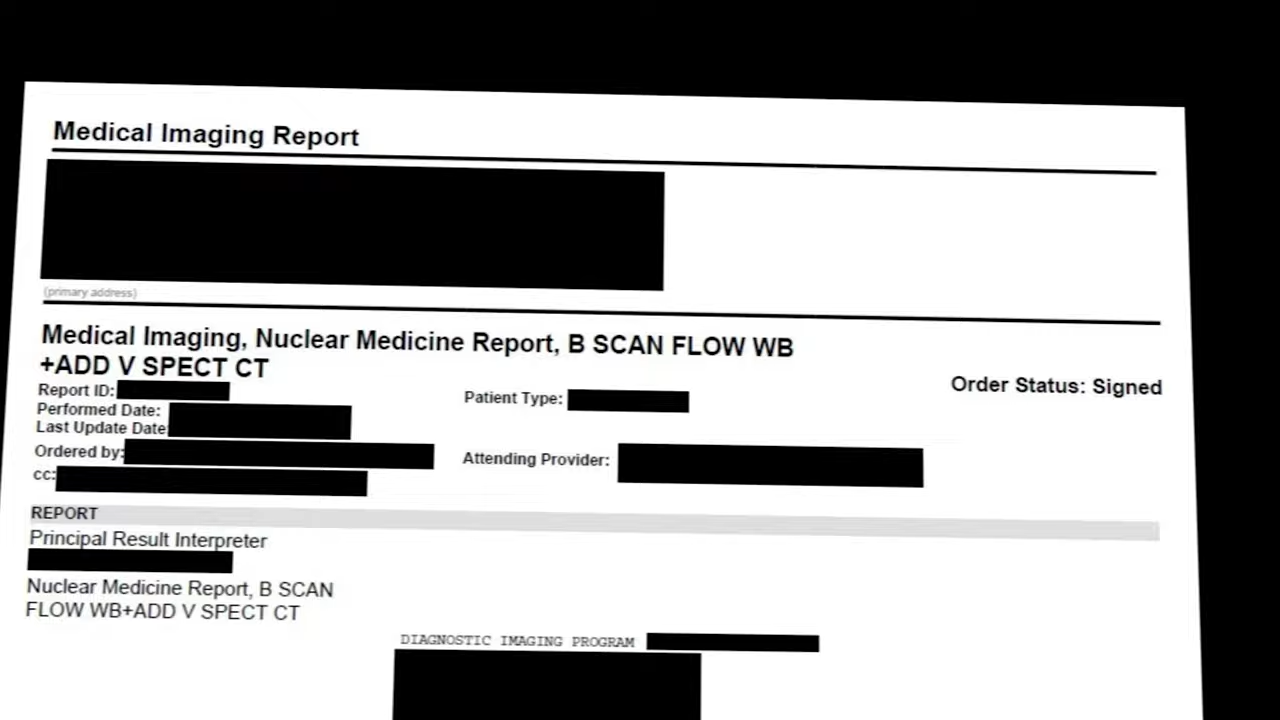 Medical Imaging Report
(primary address)
Medical Imaging, Nuclear Medicine Report, B SCAN FLOW WB
+ADD V SPECT CT
Order Status: Signed
Report ID:
Patient Type:
Performed Date:
Last Update Date
Ordered by:
Attending Provider:
cc:
REPORT
Principal Result Interpreter
Nuclear Medicine Report, B SCAN
FLOW WB+ADD V SPECT CT
DIAGNOSTIC IMAGING PROGRAM